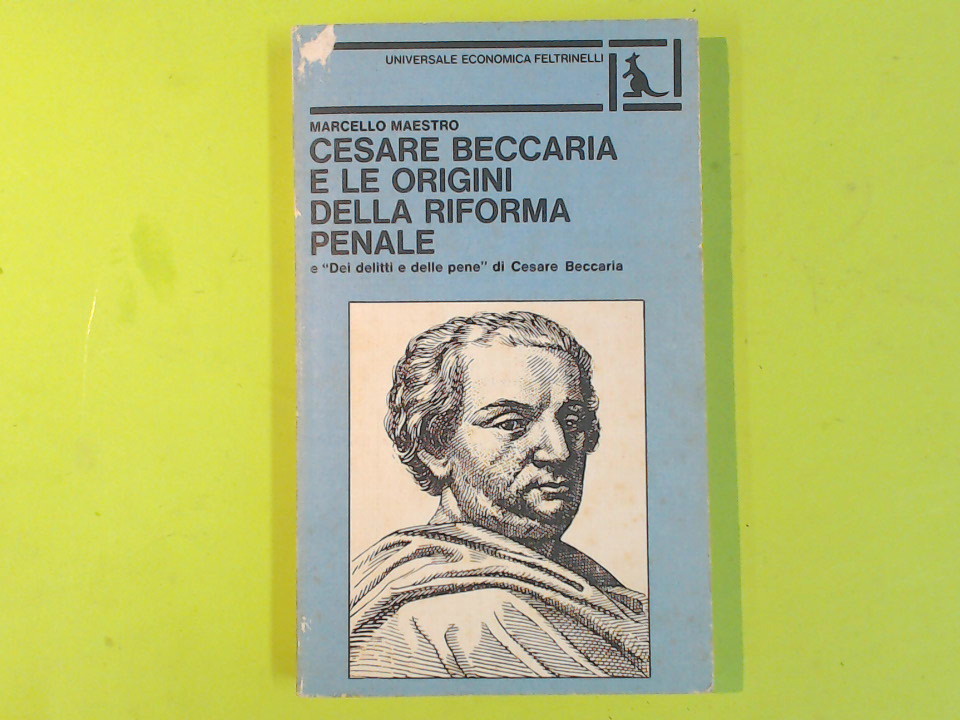 UNIVERSALE ECONOMICA FELTRINELLI
MARCELLO MAESTRO
CESARE BECCARIA
E LE ORIGINI
DELLA RIFORMA
PENALE
e "Dei delitti e delle pene" di Cesare Beccaria